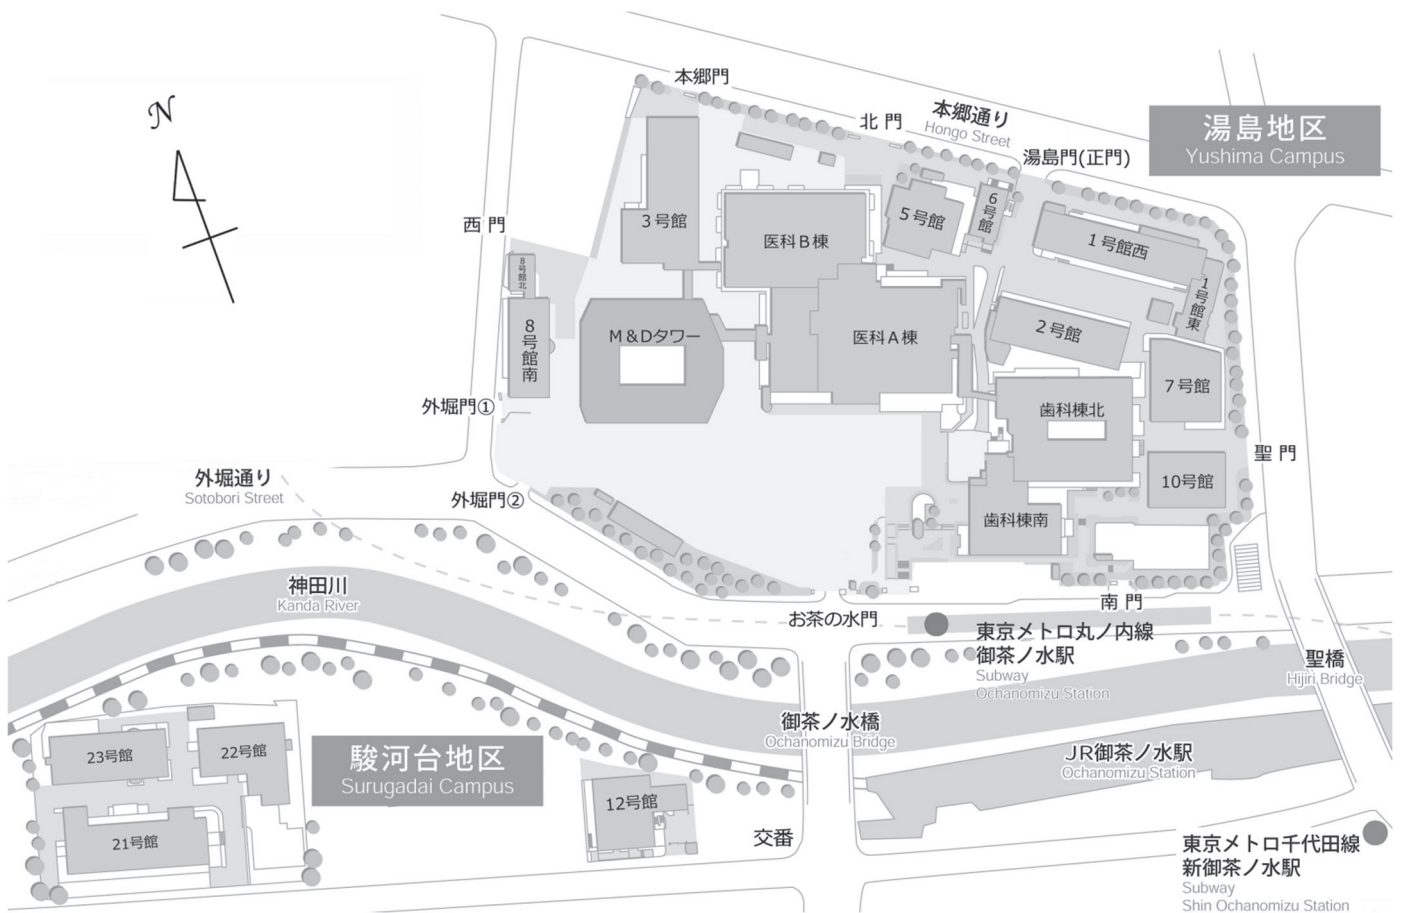 N
本郷門
本郷通り
Hongo Street
北門
湯島門(正門)
湯島地区
Yushima Campus
西門
3号館
医科B棟
5号館
6号館
1号館西
1号館東
8号館北
8号館南
M&Dタワー
医科A棟
2号館
7号館
外堀門①
歯科棟北
聖門
外堀通り
Sotobori Street
外堀門②
10号館
歯科棟南
神田川
Kanda River
お茶の水門
南門
東京メトロ丸ノ内線
御茶ノ水駅
Subway
Ochanomizu Station
聖橋
Hijiri Bridge
御茶ノ水橋
Ochanomizu Bridge
23号館
22号館
駿河台地区
Surugadai Campus
JR御茶ノ水駅
Ochanomizu Station
12号館
21号館
交番
東京メトロ千代田線
新御茶ノ水駅
Subway
Shin Ochanomizu Station